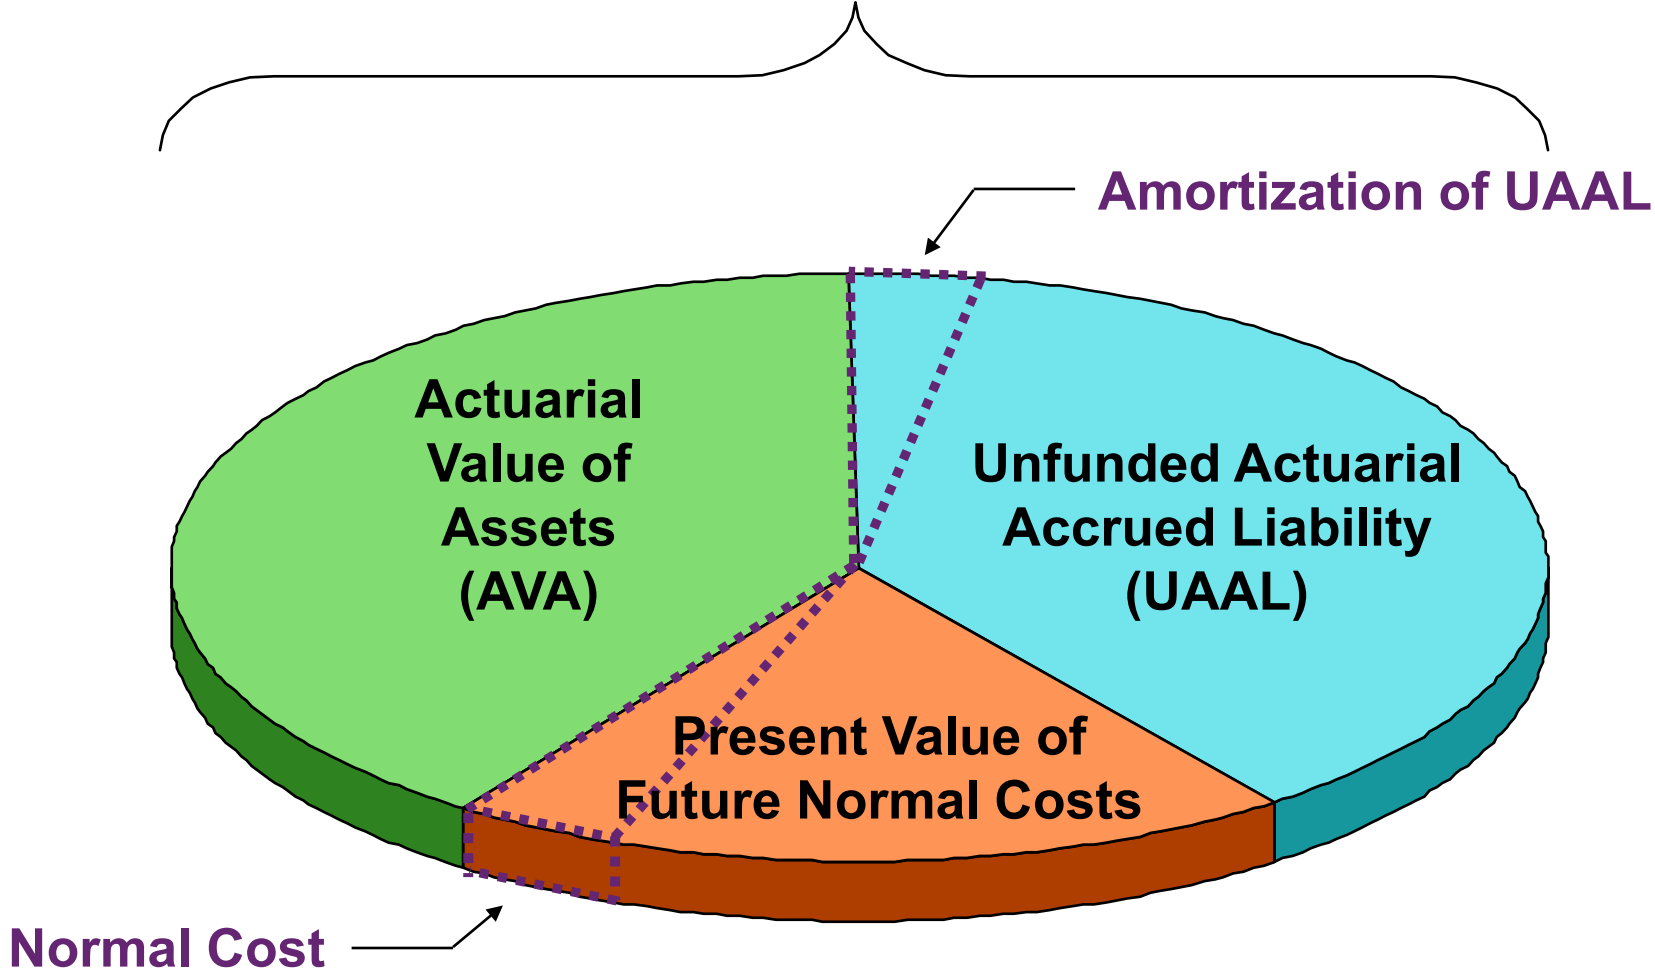 Amortization of UAAL
Actuarial
Value of
Assets
(AVA)
Unfunded Actuarial
Accrued Liability
(UAAL)
Present Value of
Future Normal Costs
Normal Cost